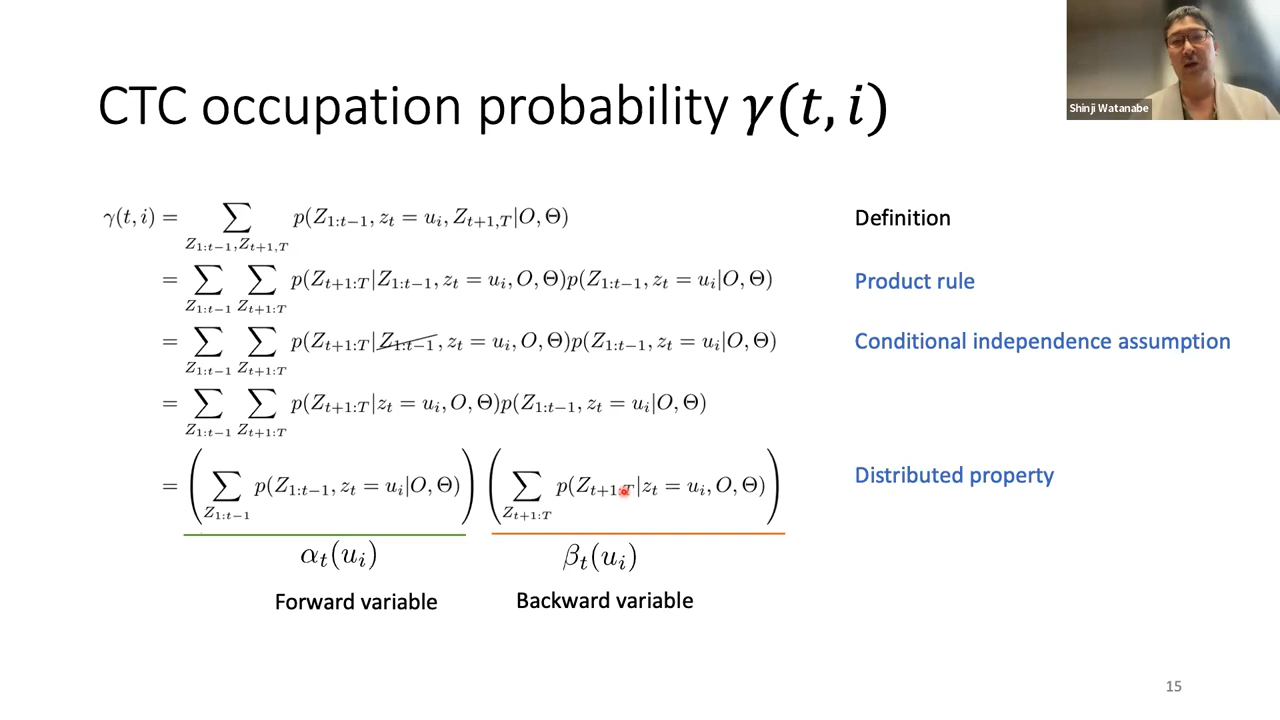 Shinji Watanabe
CTC occupation probability γ(t, i)
γ(t, i) = ∑_{Z_{1:t−1},Z_{t+1,T}} p(Z_{1:t−1}, z_t = u_i, Z_{t+1,T}|O, Θ) Definition
= ∑_{Z_{1:t−1}} ∑_{Z_{t+1:T}} p(Z_{t+1:T}|Z_{1:t−1}, z_t = u_i, O, Θ)p(Z_{1:t−1}, z_t = u_i|O, Θ) Product rule
= ∑_{Z_{1:t−1}} ∑_{Z_{t+1:T}} p(Z_{t+1:T}|Z_{1:t−1}, z_t = u_i, O, Θ)p(Z_{1:t−1}, z_t = u_i|O, Θ) Conditional independence assumption
= ∑_{Z_{1:t−1}} ∑_{Z_{t+1:T}} p(Z_{t+1:T}|z_t = u_i, O, Θ)p(Z_{1:t−1}, z_t = u_i|O, Θ)
= (∑_{Z_{1:t−1}} p(Z_{1:t−1}, z_t = u_i|O, Θ)) (∑_{Z_{t+1:T}} p(Z_{t+1:T}|z_t = u_i, O, Θ)) Distributed property
α_t(u_i) β_t(u_i)
Forward variable Backward variable
15